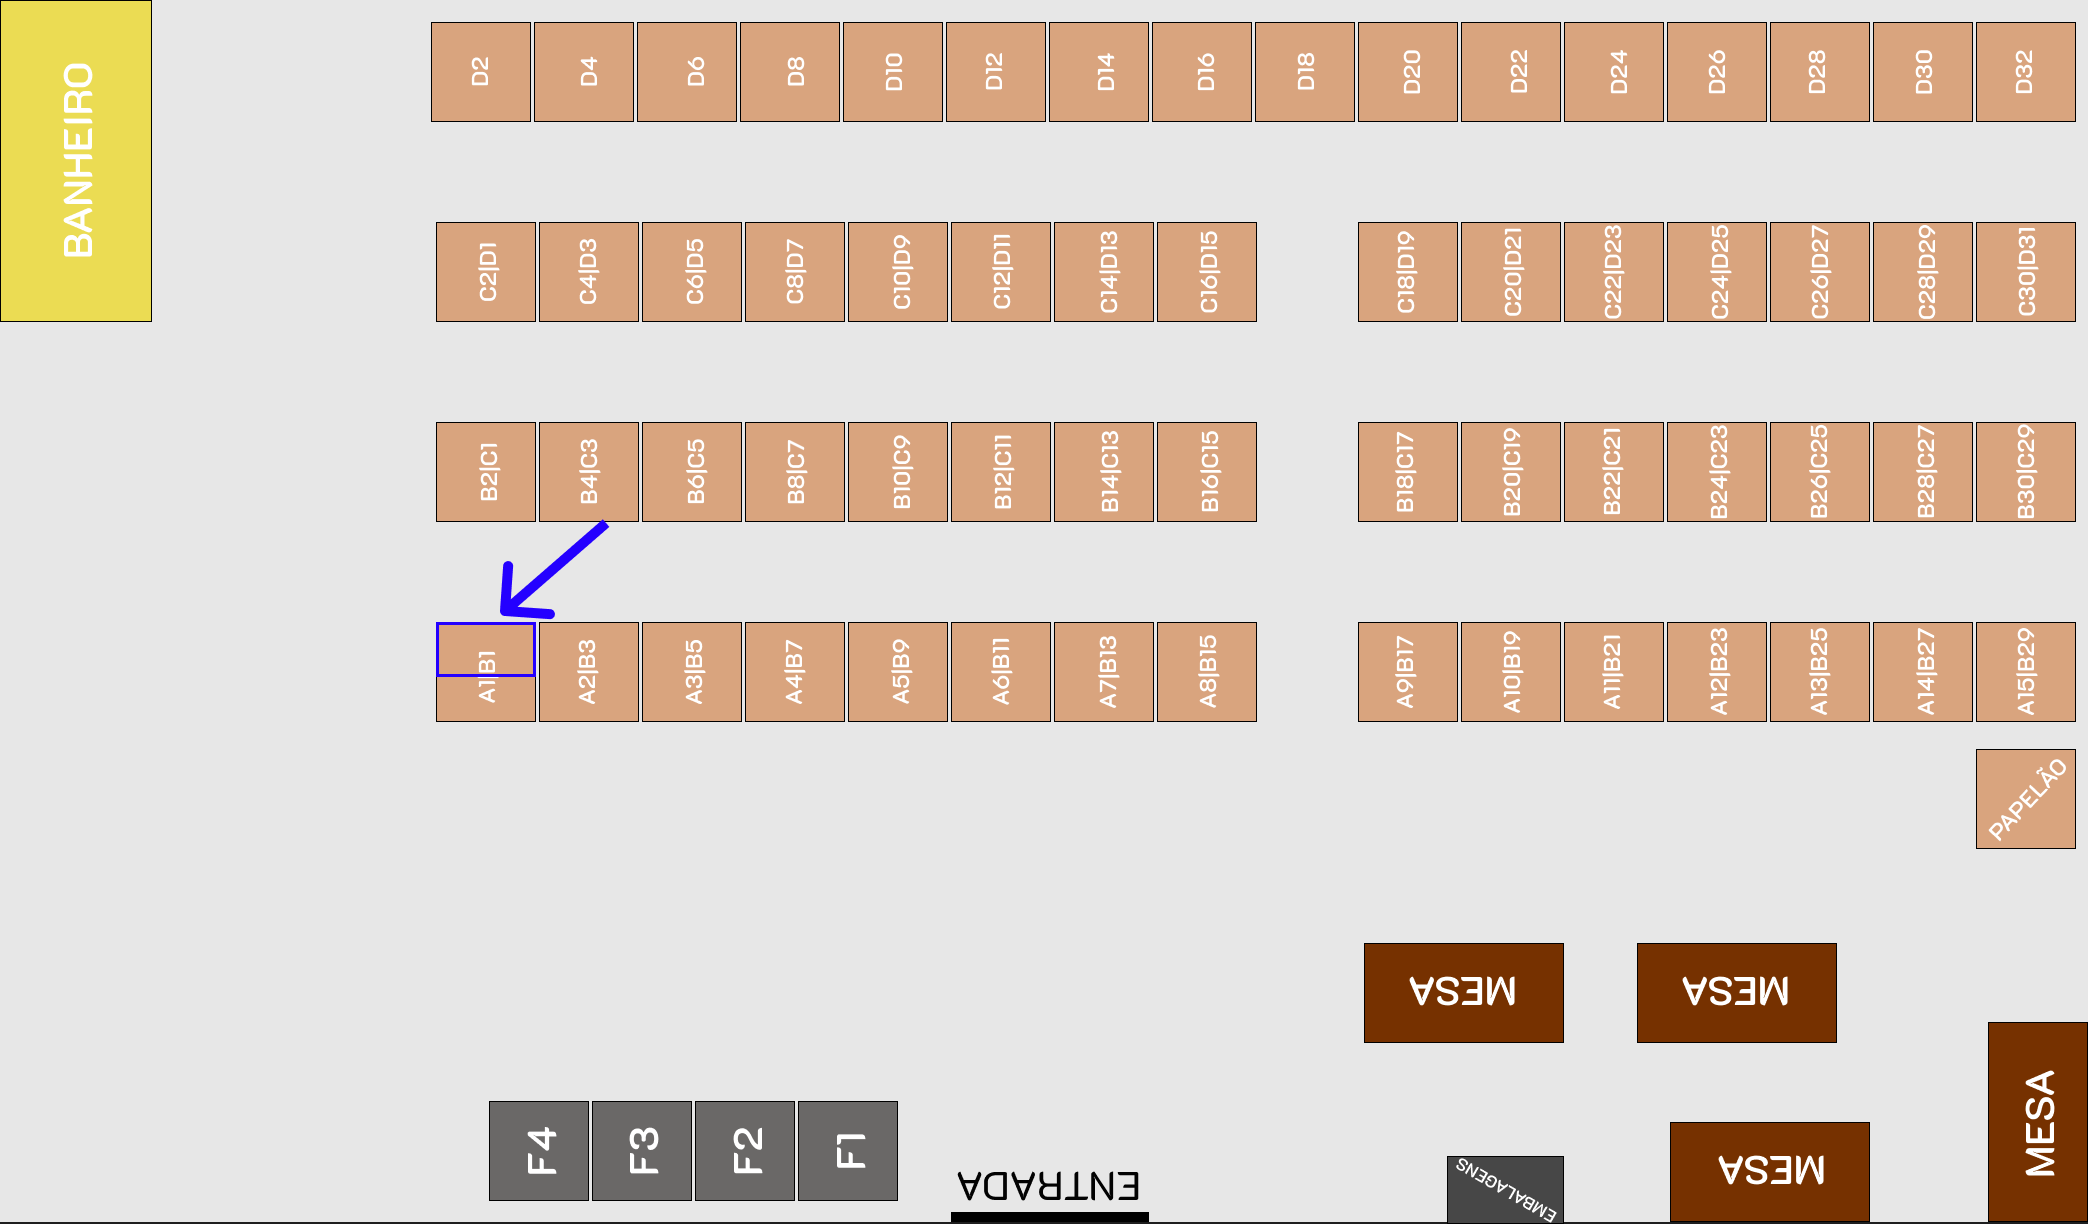 BANHEIRO
D2 D4 D6 D8 D10 D12 D14 D16 D18 D20 D22 D24 D26 D28 D30 D32
C2|D1 C4|D3 C6|D5 C8|D7 C10|D9 C12|D11 C14|D13 C16|D15 C18|D19 C20|D21 C22|D23 C24|D25 C26|D27 C28|D29 C30|D31
B2|C1 B4|C3 B6|C5 B8|C7 B10|C9 B12|C11 B14|C13 B16|C15 B18|C17 B20|C19 B22|C21 B24|C23 B26|C25 B28|C27 B30|C29
A1|B1 A2|B3 A3|B5 A4|B7 A5|B9 A6|B11 A7|B13 A8|B15 A9|B17 A10|B19 A11|B21 A12|B23 A13|B25 A14|B27 A15|B29
PAPELÃO
MESA MESA
MESA
F4 F3 F2 F1
ENTRADA
EMBALAGENS
MESA